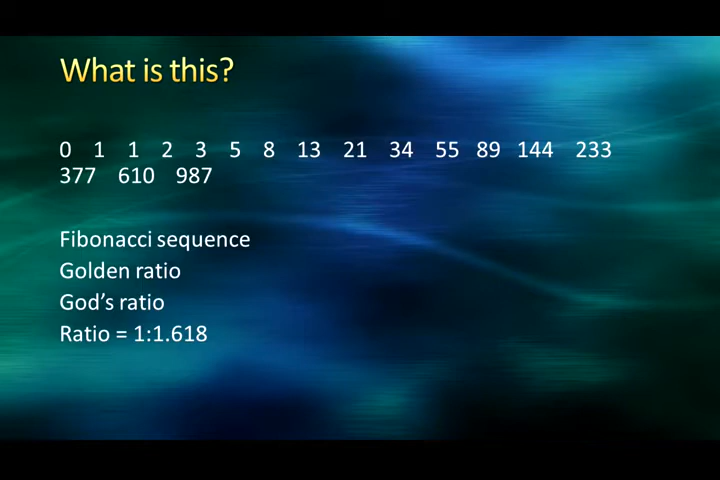 What is this?
0 1 1 2 3 5 8 13 21 34 55 89 144 233
377 610 987
Fibonacci sequence
Golden ratio
God's ratio
Ratio = 1:1.618